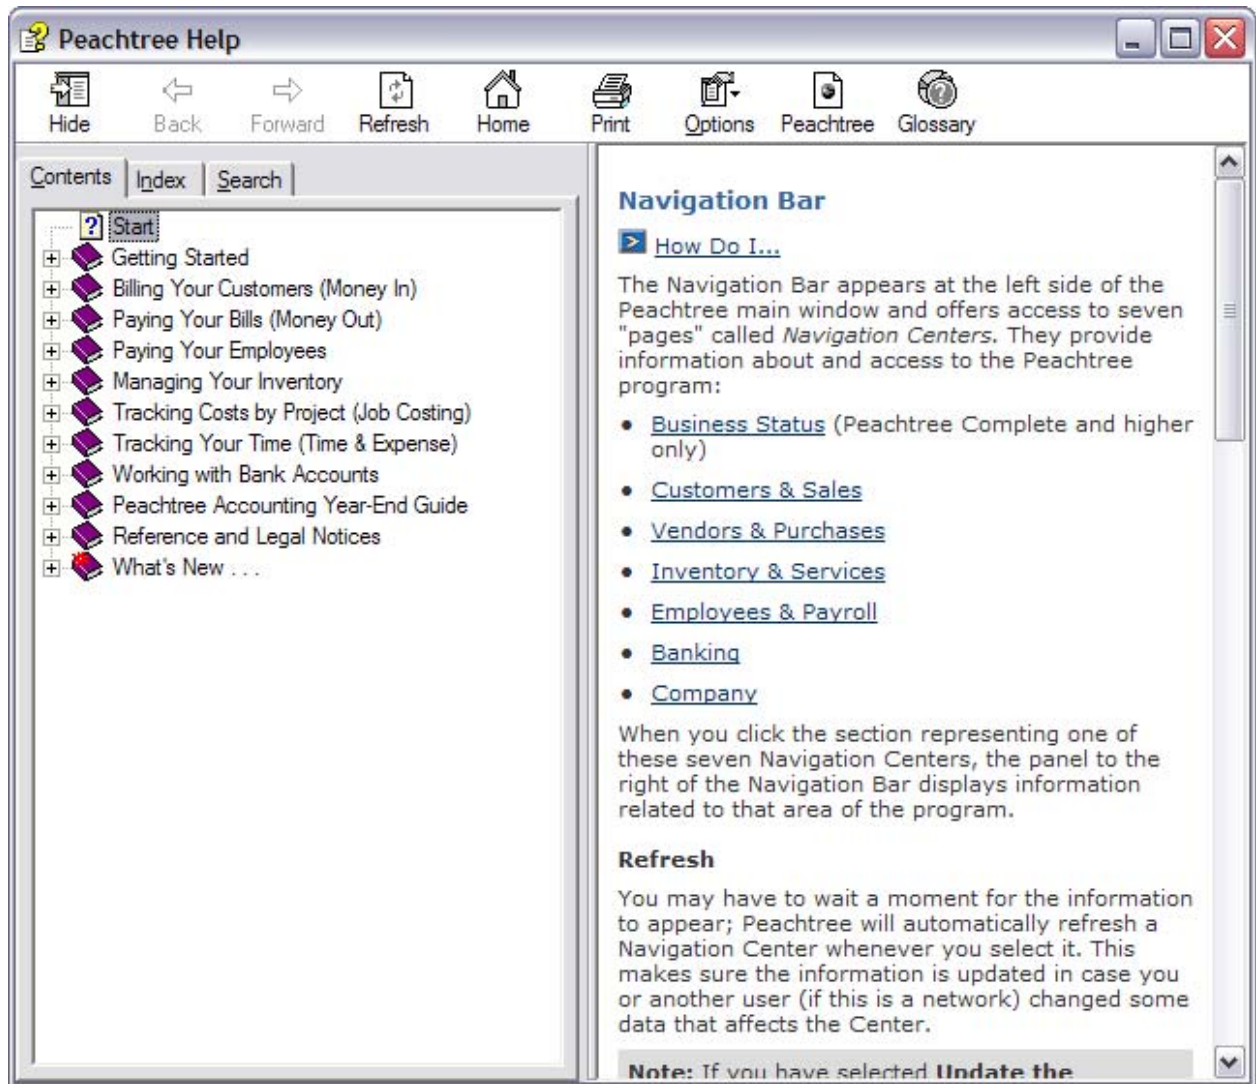 Peachtree Help
Hide Back Forward Refresh Home Print Options Peachtree Glossary
Contents Index Search
Start
Getting Started
Billing Your Customers (Money In)
Paying Your Bills (Money Out)
Paying Your Employees
Managing Your Inventory
Tracking Costs by Project (Job Costing)
Tracking Your Time (Time & Expense)
Working with Bank Accounts
Peachtree Accounting Year-End Guide
Reference and Legal Notices
What's New . . .
Navigation Bar
How Do I...
The Navigation Bar appears at the left side of the
Peachtree main window and offers access to seven
"pages" called Navigation Centers. They provide
information about and access to the Peachtree
program:
• Business Status (Peachtree Complete and higher
only)
• Customers & Sales
• Vendors & Purchases
• Inventory & Services
• Employees & Payroll
• Banking
• Company
When you click the section representing one of
these seven Navigation Centers, the panel to the
right of the Navigation Bar displays information
related to that area of the program.
Refresh
You may have to wait a moment for the information
to appear; Peachtree will automatically refresh a
Navigation Center whenever you select it. This
makes sure the information is updated in case you
or another user (if this is a network) changed some
data that affects the Center.
Note: If you have selected Update the